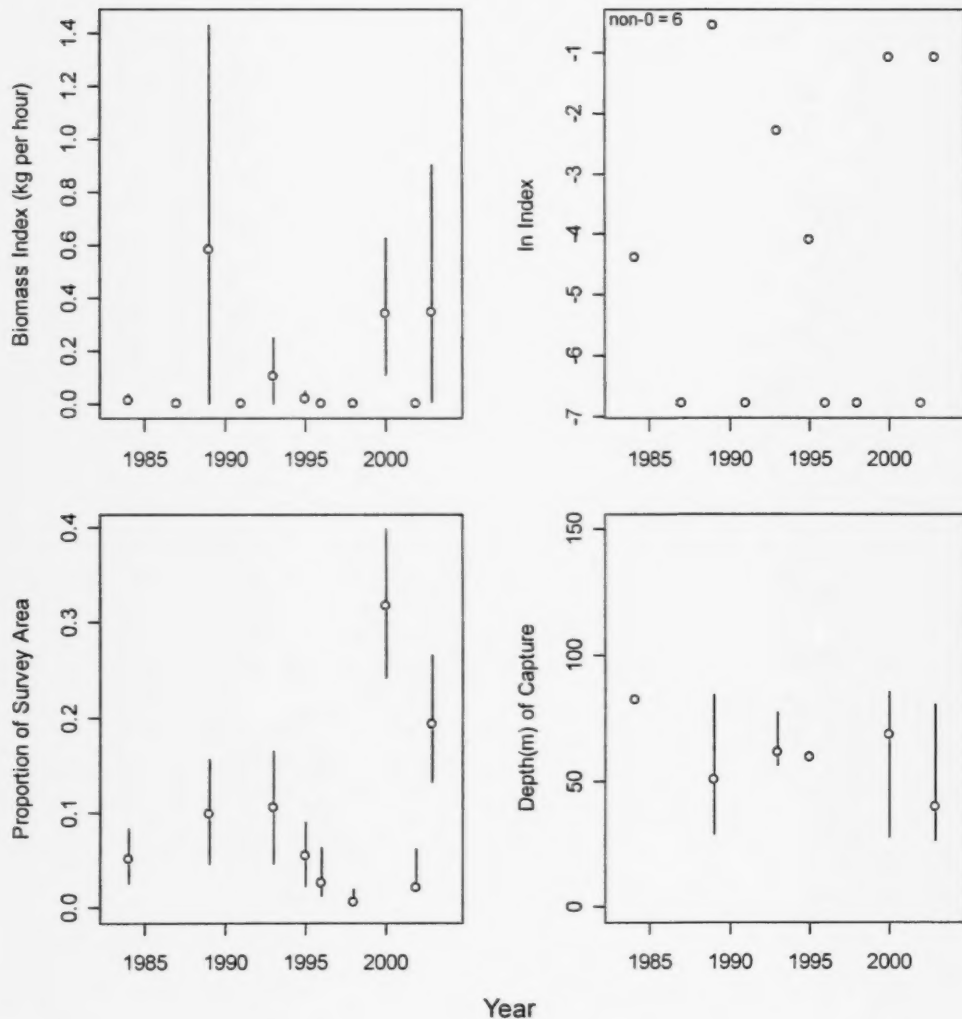 Biomass Index (kg per hour)
0.0 0.2 0.4 0.6 0.8 1.0 1.2 1.4
1985 1990 1995 2000
non-0 = 6
ln Index
-7 -6 -5 -4 -3 -2 -1
1985 1990 1995 2000
Proportion of Survey Area
0.0 0.1 0.2 0.3 0.4
1985 1990 1995 2000
Depth(m) of Capture
0 50 100 150
1985 1990 1995 2000
Year